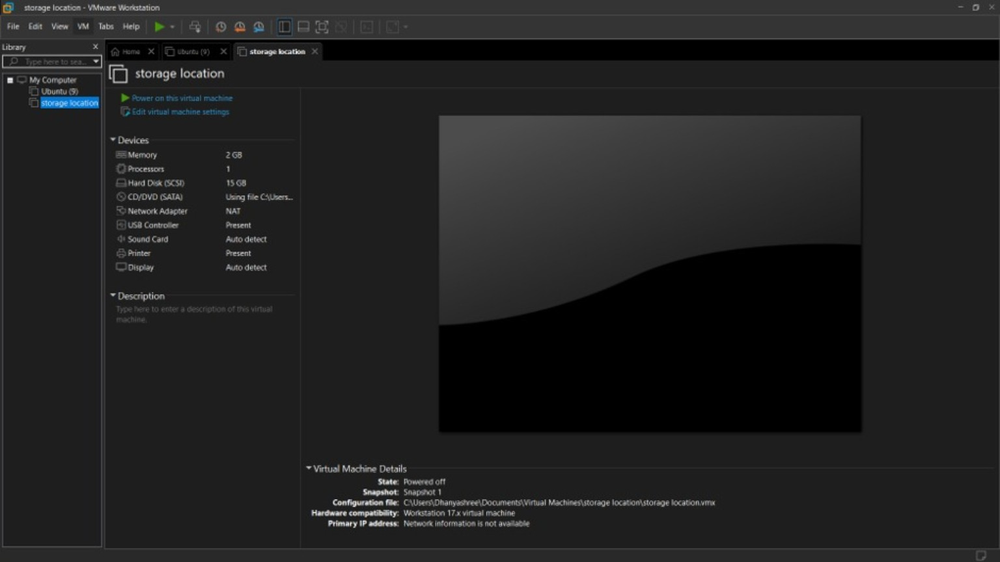 storage location - VMware Workstation
File Edit View VM Tabs Help
Library
Type here to sea...
My Computer
Ubuntu (9)
storage location
Home Ubuntu (9) storage location
storage location
Power on this virtual machine
Edit virtual machine settings
Devices
Memory 2 GB
Processors 1
Hard Disk (SCSI) 15 GB
CD/DVD (SATA) Using file C:\Users...
Network Adapter NAT
USB Controller Present
Sound Card Auto detect
Printer Present
Display Auto detect
Description
Type here to enter a description of this virtual
machine.
Virtual Machine Details
State: Powered off
Snapshot: Snapshot 1
Configuration file: C:\Users\Dhanyashree\Documents\Virtual Machines\storage location\storage location.vmx
Hardware compatibility: Workstation 17.x virtual machine
Primary IP address: Network information is not available